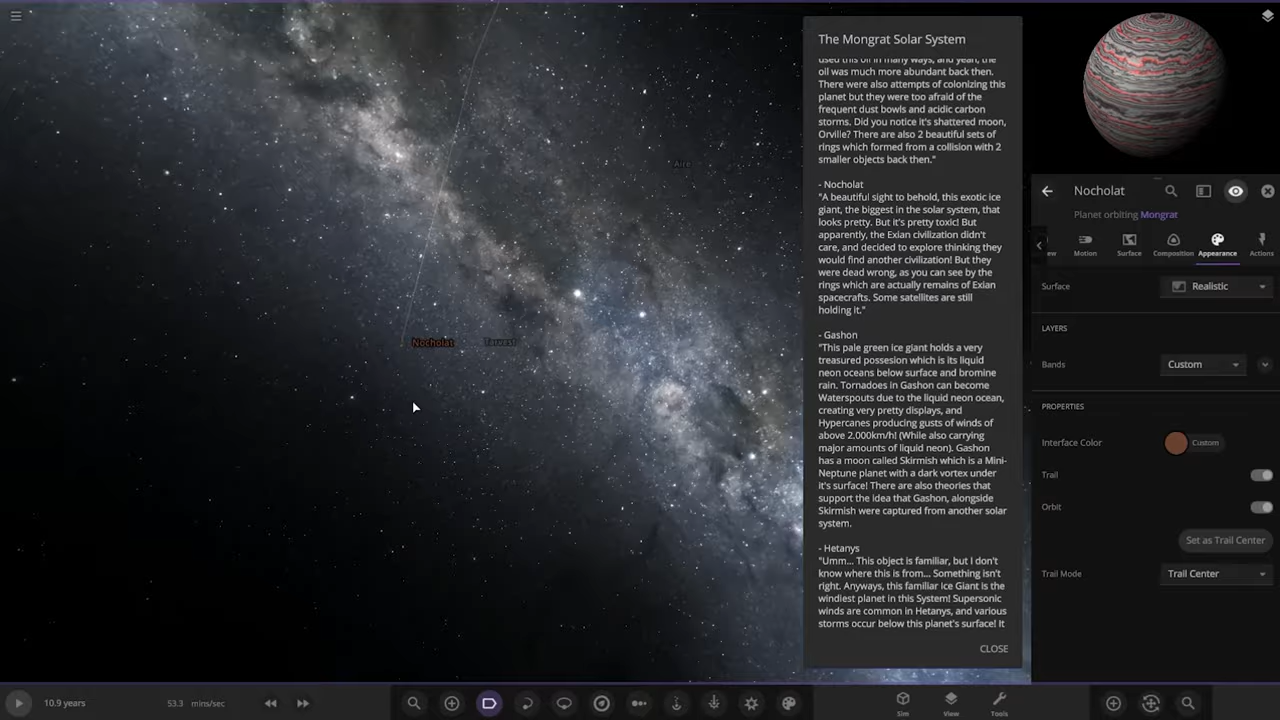 The Mongrat Solar System
used this oil in many ways, and yeah, the
oil was much more abundant back then.
There were also attempts of colonizing this
planet but they were too afraid of the
frequent dust bowls and acidic carbon
storms. Did you notice it's shattered moon,
Orville? There are also 2 beautiful sets of
rings which formed from a collision with 2
smaller objects back then."
- Nocholat
"A beautiful sight to behold, this exotic ice
giant, the biggest in the solar system, that
looks pretty. But it's pretty toxic! But
apparently, the Exian civilization didn't
care, and decided to explore thinking they
would find another civilization! But they
were dead wrong, as you can see by the
rings which are actually remains of Exian
spacecrafts. Some satellites are still
holding it."
- Gashon
"This pale green ice giant holds a very
treasured possesion which is its liquid
neon oceans below surface and bromine
rain. Tornadoes in Gashon can become
Waterspouts due to the liquid neon ocean,
creating very pretty displays, and
Hypercanes producing gusts of winds of
above 2.000km/h! (While also carrying
major amounts of liquid neon). Gashon
has a moon called Skirmish which is a Mini-
Neptune planet with a dark vortex under
it's surface! There are also theories that
support the idea that Gashon, alongside
Skirmish were captured from another solar
system.
- Hetanys
"Umm... This object is familiar, but I don't
know where this is from... Something isn't
right. Anyways, this familiar Ice Giant is the
windiest planet in this System! Supersonic
winds are common in Hetanys, and various
storms occur below this planet's surface! It
CLOSE
Aire
Nocholat
Tarvest
Nocholat
Planet orbiting Mongrat
ew Motion Surface Composition Appearance Actions
Surface Realistic
LAYERS
Bands Custom
PROPERTIES
Interface Color Custom
Trail
Orbit
Set as Trail Center
Trail Mode Trail Center
10.9 years 53.3 mins/sec
Sim View Tools